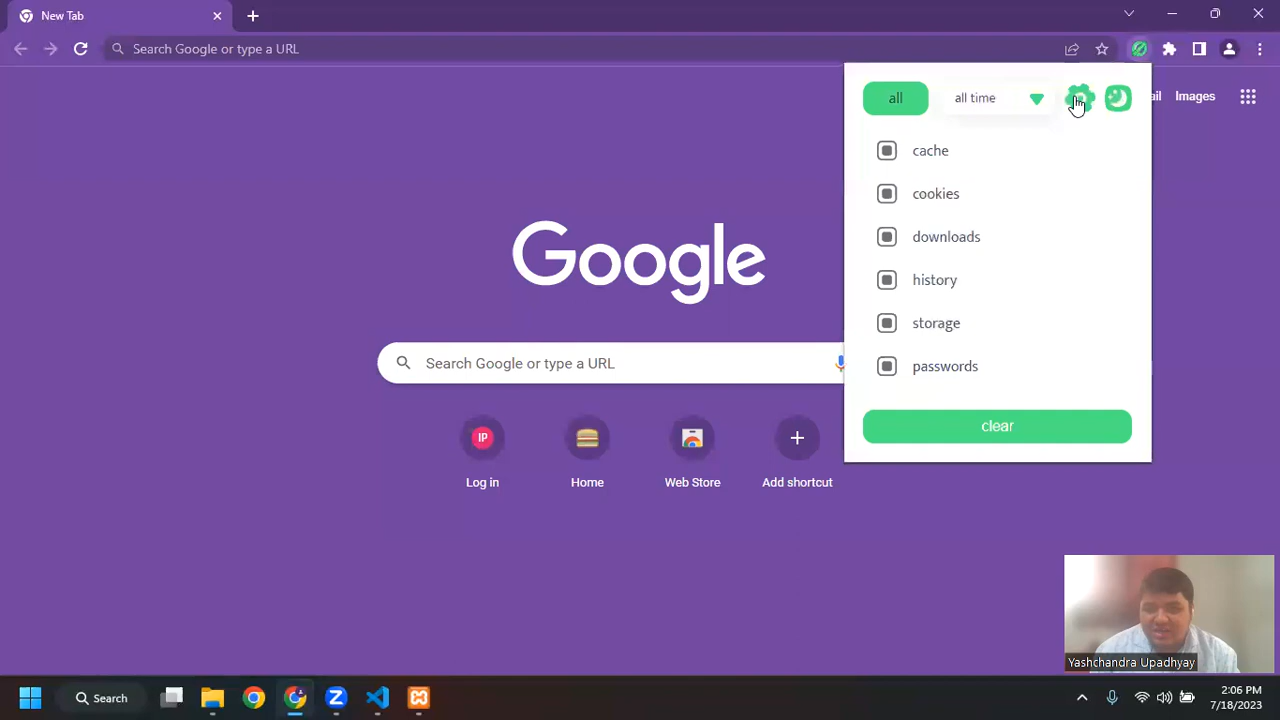 New Tab
Search Google or type a URL
all
all time
ail
Images
cache
cookies
downloads
history
storage
passwords
clear
Google
Search Google or type a URL
IP
Log in
Home
Web Store
Add shortcut
Yashchandra Upadhyay
Search
2:06 PM
7/18/2023